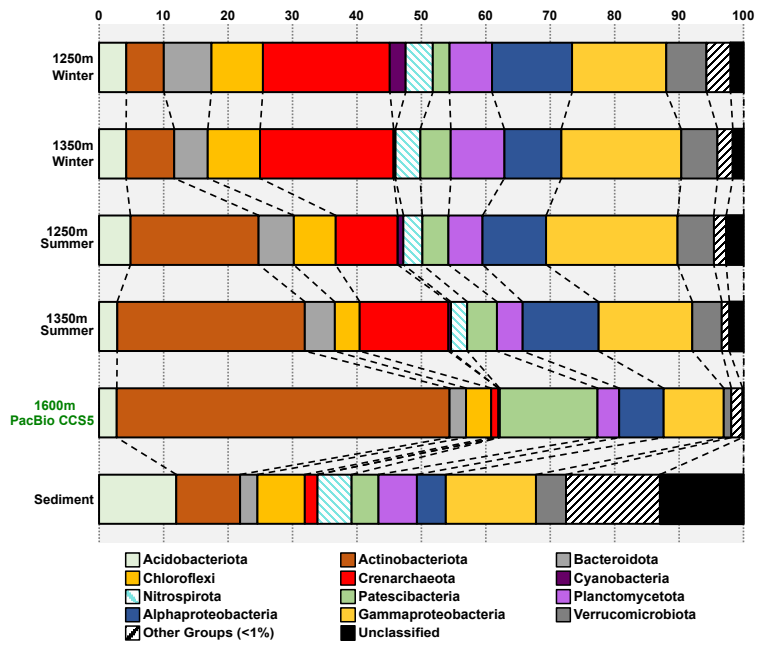 0 10 20 30 40 50 60 70 80 90 100
1250m
Winter
1350m
Winter
1250m
Summer
1350m
Summer
1600m
PacBio CCS5
Sediment
Acidobacteriota Actinobacteriota Bacteroidota
Chloroflexi Crenarchaeota Cyanobacteria
Nitrospirota Patescibacteria Planctomycetota
Alphaproteobacteria Gammaproteobacteria Verrucomicrobiota
Other Groups (<1%) Unclassified